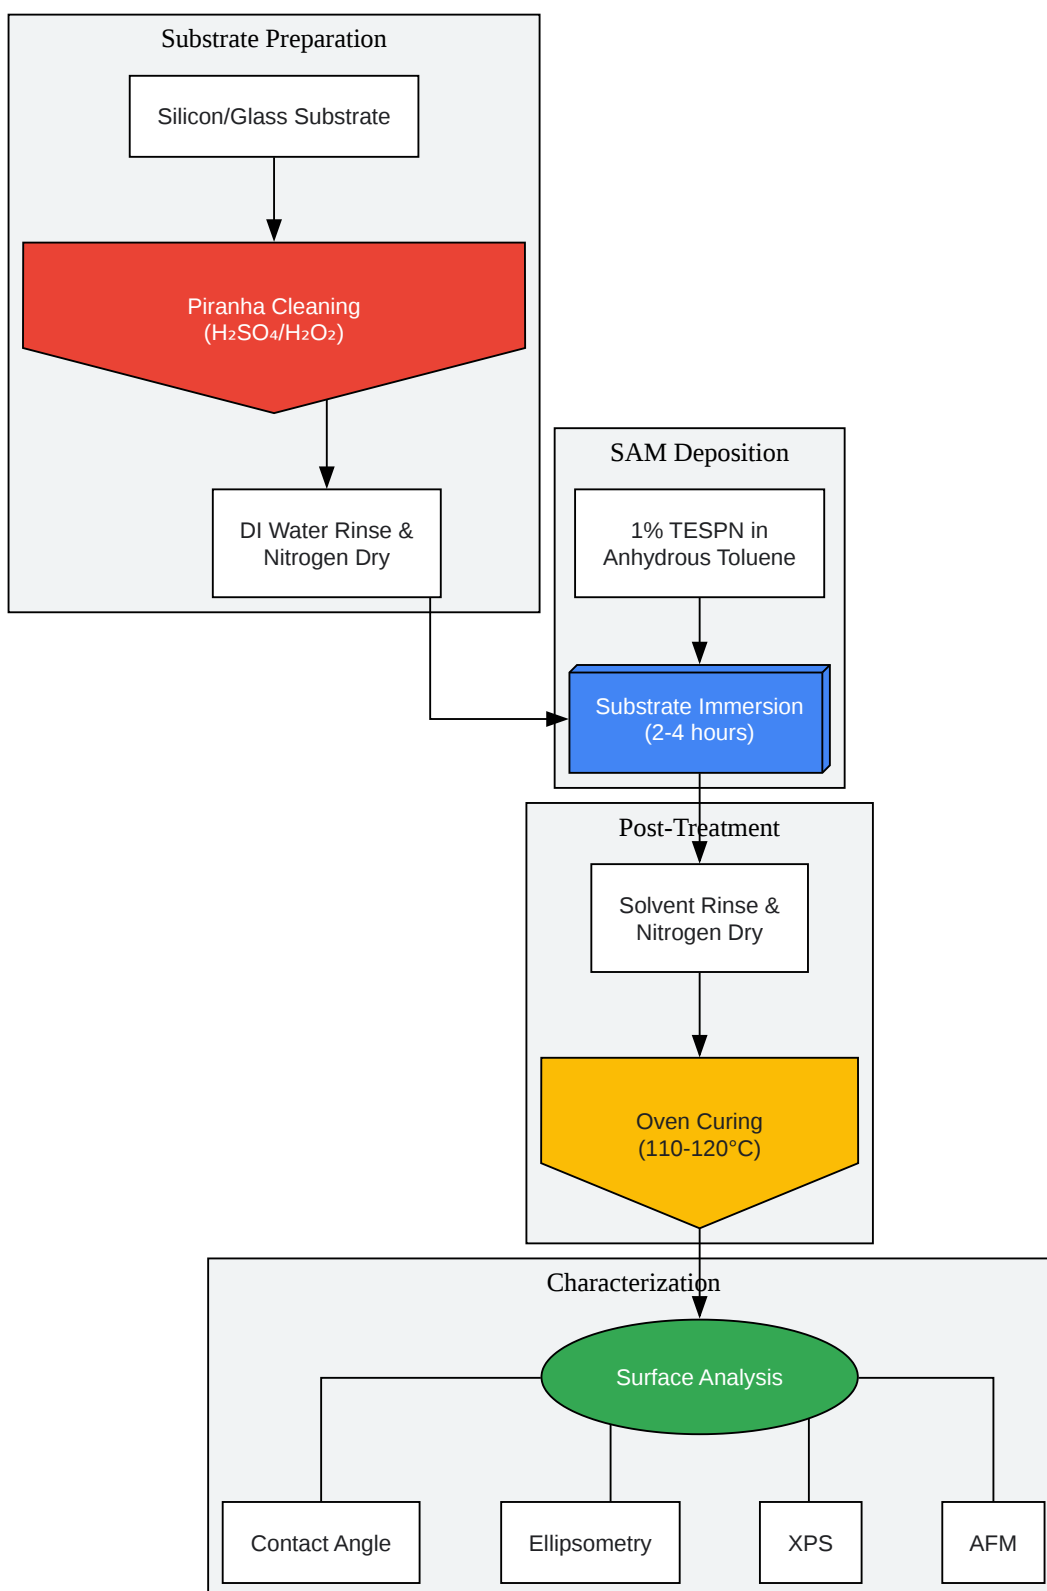 Substrate Preparation
Silicon/Glass Substrate
Piranha Cleaning
(H₂SO₄/H₂O₂)
DI Water Rinse &
Nitrogen Dry
SAM Deposition
1% TESPN in
Anhydrous Toluene
Substrate Immersion
(2-4 hours)
Post-Treatment
Solvent Rinse &
Nitrogen Dry
Oven Curing
(110-120°C)
Characterization
Surface Analysis
Contact Angle
Ellipsometry
XPS
AFM